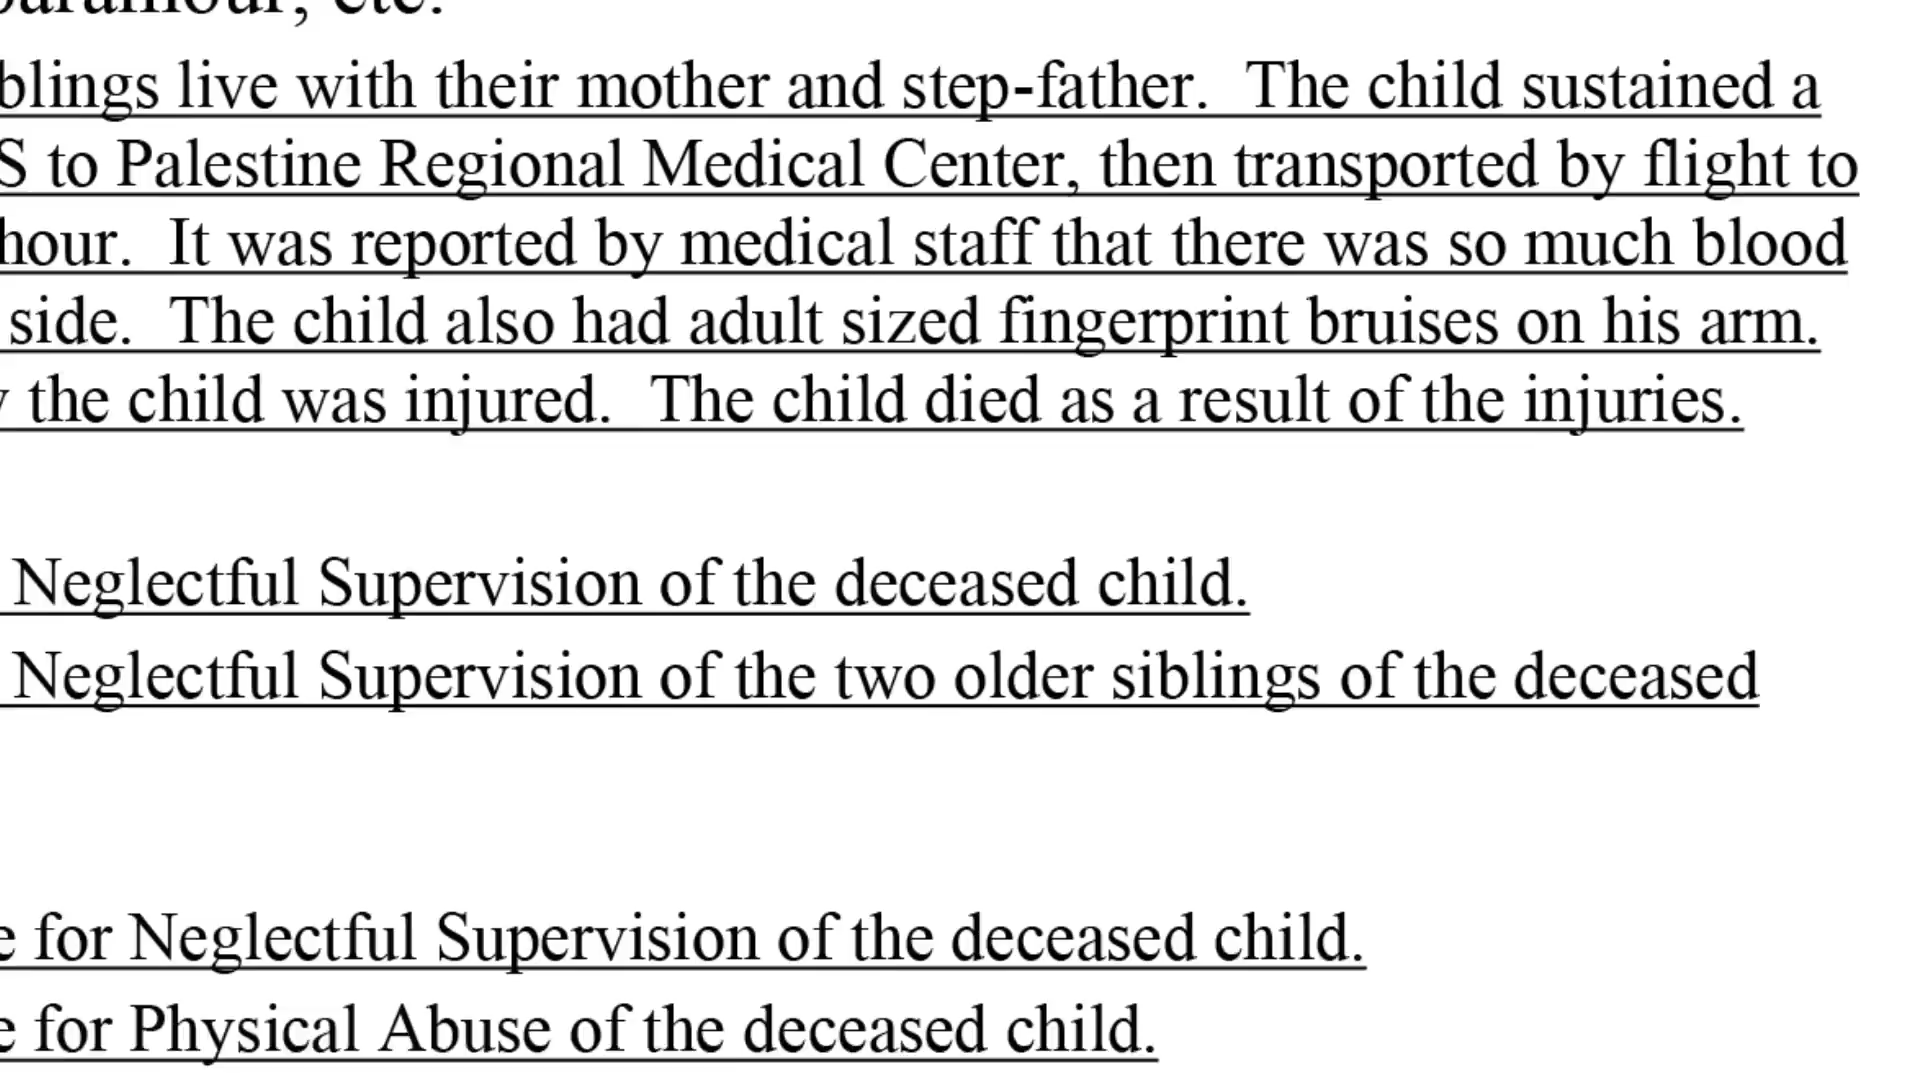 paramour, etc.
blings live with their mother and step-father.  The child sustained a
S to Palestine Regional Medical Center, then transported by flight to
hour.  It was reported by medical staff that there was so much blood
side.  The child also had adult sized fingerprint bruises on his arm.
the child was injured.  The child died as a result of the injuries.
Neglectful Supervision of the deceased child.
Neglectful Supervision of the two older siblings of the deceased
e for Neglectful Supervision of the deceased child.
e for Physical Abuse of the deceased child.